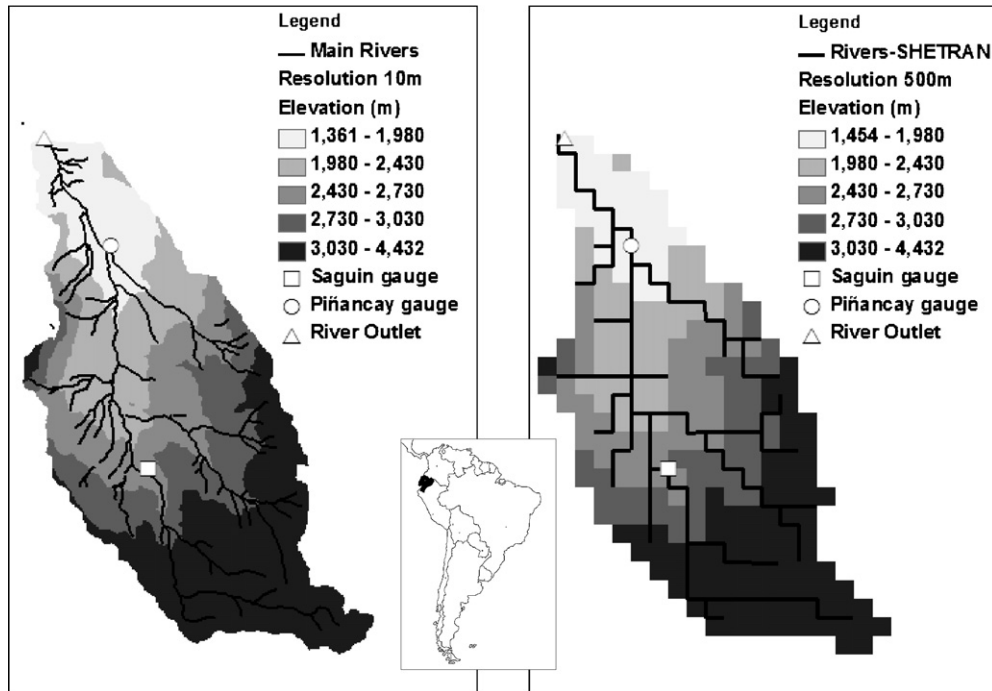 Legend
Main Rivers
Resolution 10m
Elevation (m)
1,361 - 1,980
1,980 - 2,430
2,430 - 2,730
2,730 - 3,030
3,030 - 4,432
Saguin gauge
Piñancay gauge
River Outlet
Legend
Rivers-SHETRAN
Resolution 500m
Elevation (m)
1,454 - 1,980
1,980 - 2,430
2,430 - 2,730
2,730 - 3,030
3,030 - 4,432
Saguin gauge
Piñancay gauge
River Outlet